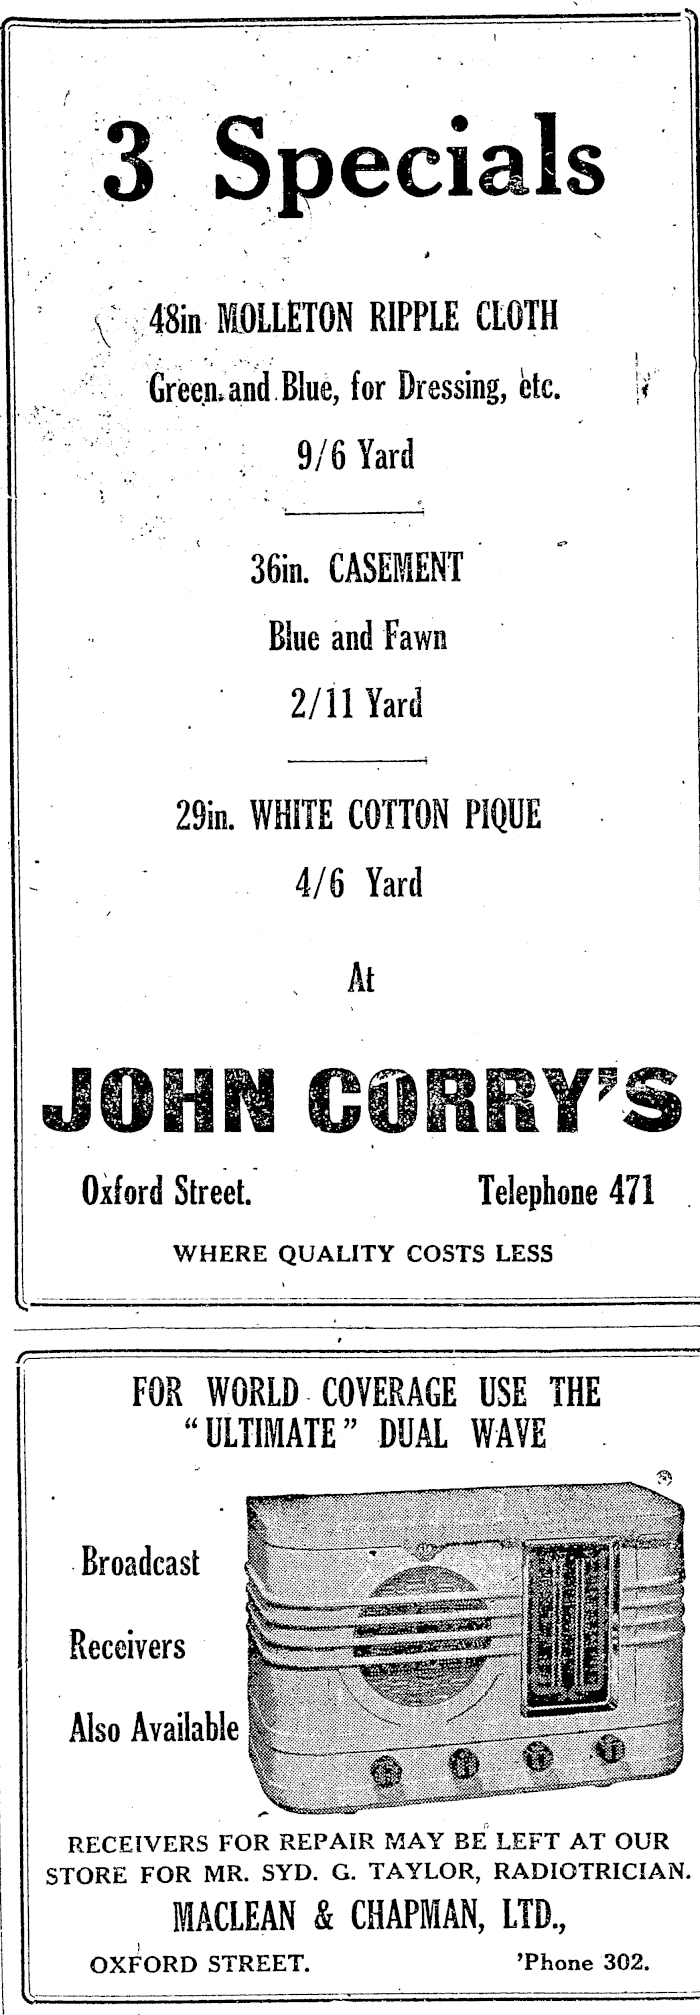 3 Specials
48in MOLLETON RIPPLE CLOTH
Green and Blue, for Dressing, etc.
9/6 Yard
36in. CASEMENT
Blue and Fawn
2/11 Yard
29in. WHITE COTTON PIQUE
4/6 Yard
At
JOHN CORRY'S
Oxford Street. Telephone 471
WHERE QUALITY COSTS LESS
FOR WORLD COVERAGE USE THE
"ULTIMATE" DUAL WAVE
Broadcast
Receivers
Also Available
RECEIVERS FOR REPAIR MAY BE LEFT AT OUR
STORE FOR MR. SYD. G. TAYLOR, RADIOTRICIAN.
MACLEAN & CHAPMAN, LTD.,
OXFORD STREET. 'Phone 302.